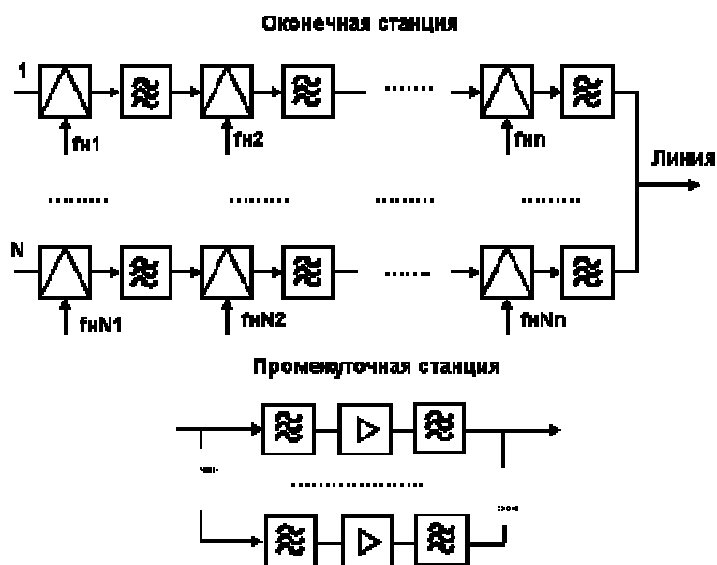 Оконечная станция
1
fн1
fн2
fнn
Линия
N
fнN1
fнN2
fнNn
Промежуточная станция